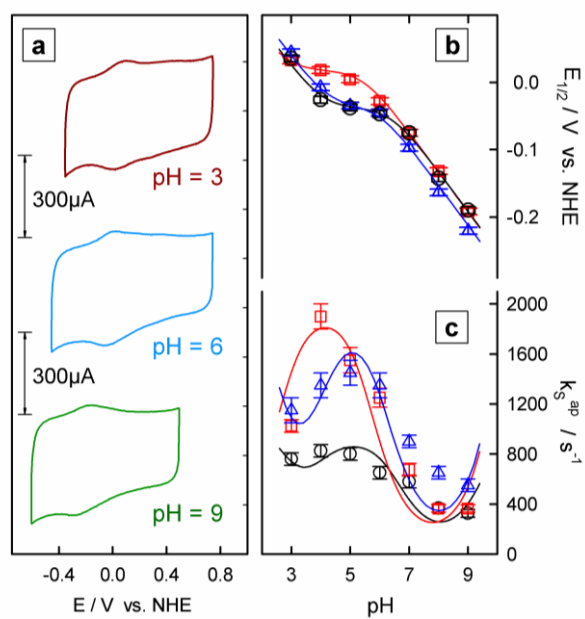 a
pH = 3
300µA
pH = 6
300µA
pH = 9
-0.4 0.0 0.4
E / V vs. NHE
b
0.0
-0.1
-0.2
E1/2 / V vs. NHE
c
2000
1600
1200
800
400
0
kSap / s-1
3 5 7 9
pH